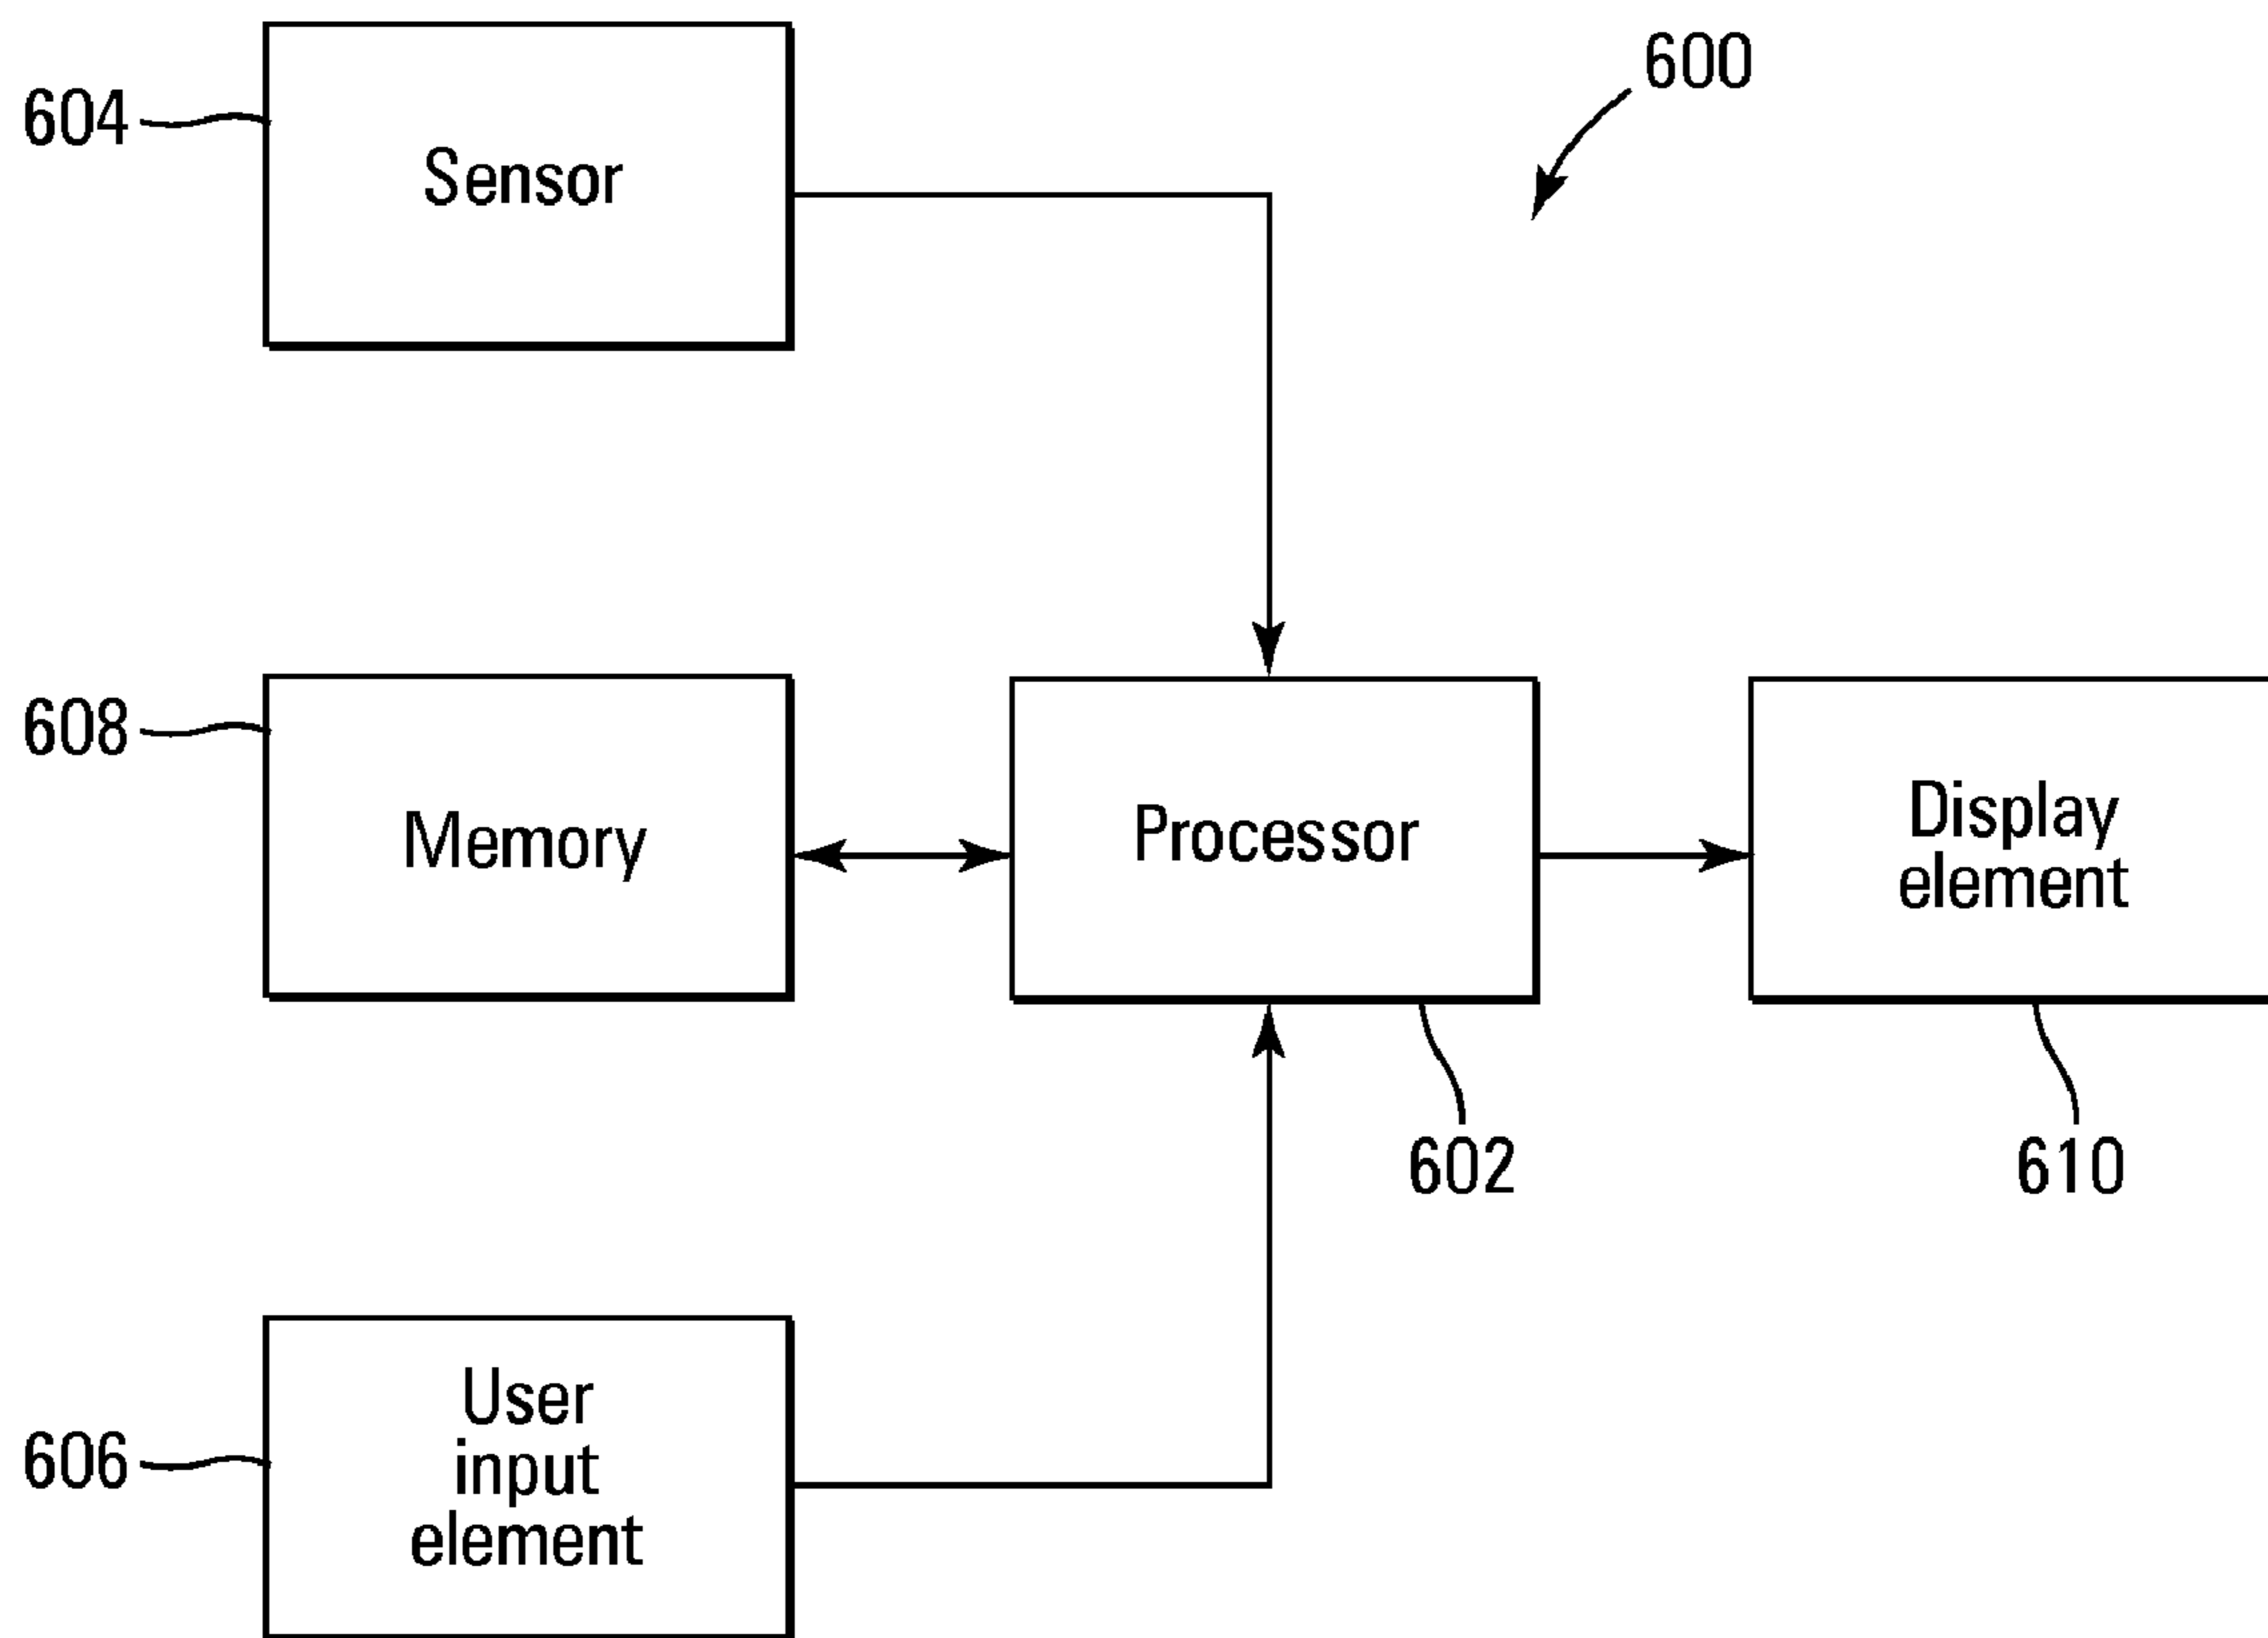 600
604
Sensor
608
Memory
Processor
Display
element
602
610
606
User
input
element